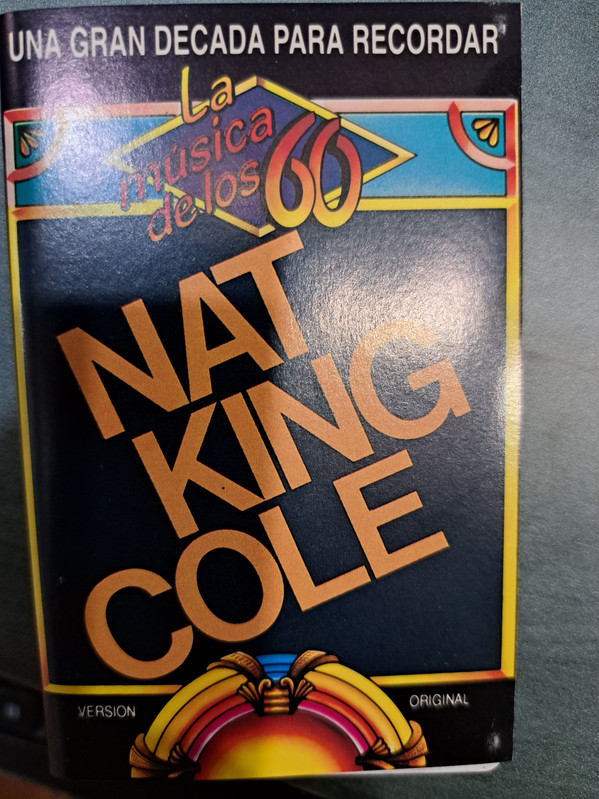 UNA GRAN DECADA PARA RECORDAR
La
música
de los 60
NAT
KING
COLE
VERSION ORIGINAL